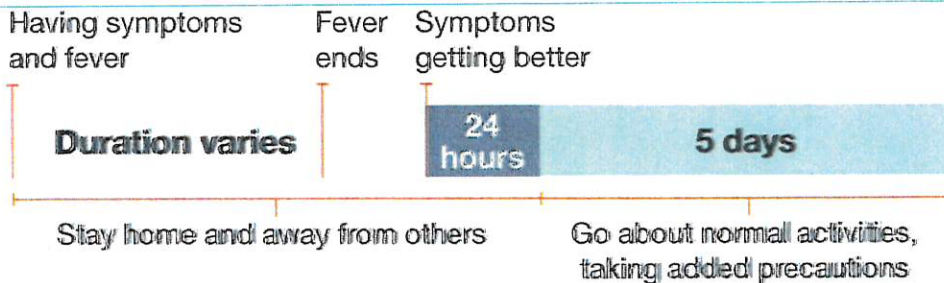 Having symptoms
and fever
Fever
ends
Symptoms
getting better
Duration varies
24
hours
5 days
Stay home and away from others
Go about normal activities,
taking added precautions